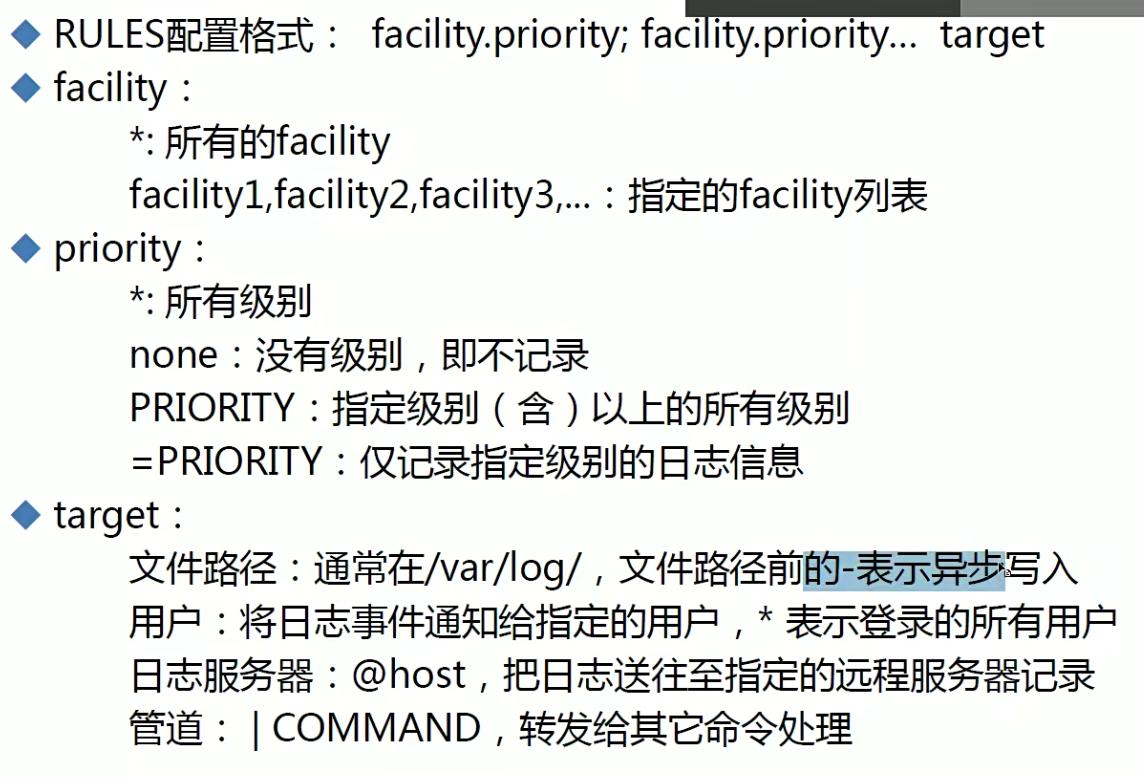 RULES配置格式： facility.priority; facility.priority... target
facility：
*: 所有的facility
facility1,facility2,facility3,...：指定的facility列表
priority：
*: 所有级别
none：没有级别，即不记录
PRIORITY：指定级别（含）以上的所有级别
=PRIORITY：仅记录指定级别的日志信息
target：
文件路径：通常在/var/log/，文件路径前的-表示异步写入
用户：将日志事件通知给指定的用户，* 表示登录的所有用户
日志服务器：@host，把日志送往至指定的远程服务器记录
管道： | COMMAND，转发给其它命令处理